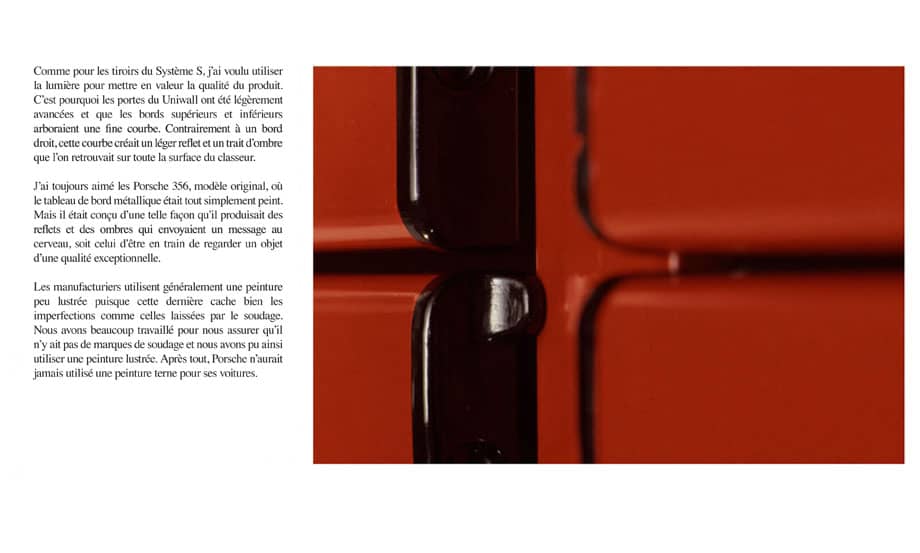 Comme pour les tiroirs du Système S, j'ai voulu utiliser
la lumière pour mettre en valeur la qualité du produit.
C'est pourquoi les portes du Uniwall ont été légèrement
avancées et que les bords supérieurs et inférieurs
arboraient une fine courbe. Contrairement à un bord
droit, cette courbe créait un léger reflet et un trait d'ombre
que l'on retrouvait sur toute la surface du classeur.
J'ai toujours aimé les Porsche 356, modèle original, où
le tableau de bord métallique était tout simplement peint.
Mais il était conçu d'une telle façon qu'il produisait des
reflets et des ombres qui envoyaient un message au
cerveau, soit celui d'être en train de regarder un objet
d'une qualité exceptionnelle.
Les manufacturiers utilisent généralement une peinture
peu lustrée puisque cette dernière cache bien les
imperfections comme celles laissées par le soudage.
Nous avons beaucoup travaillé pour nous assurer qu'il
n'y ait pas de marques de soudage et nous avons pu ainsi
utiliser une peinture lustrée. Après tout, Porsche n'aurait
jamais utilisé une peinture terne pour ses voitures.